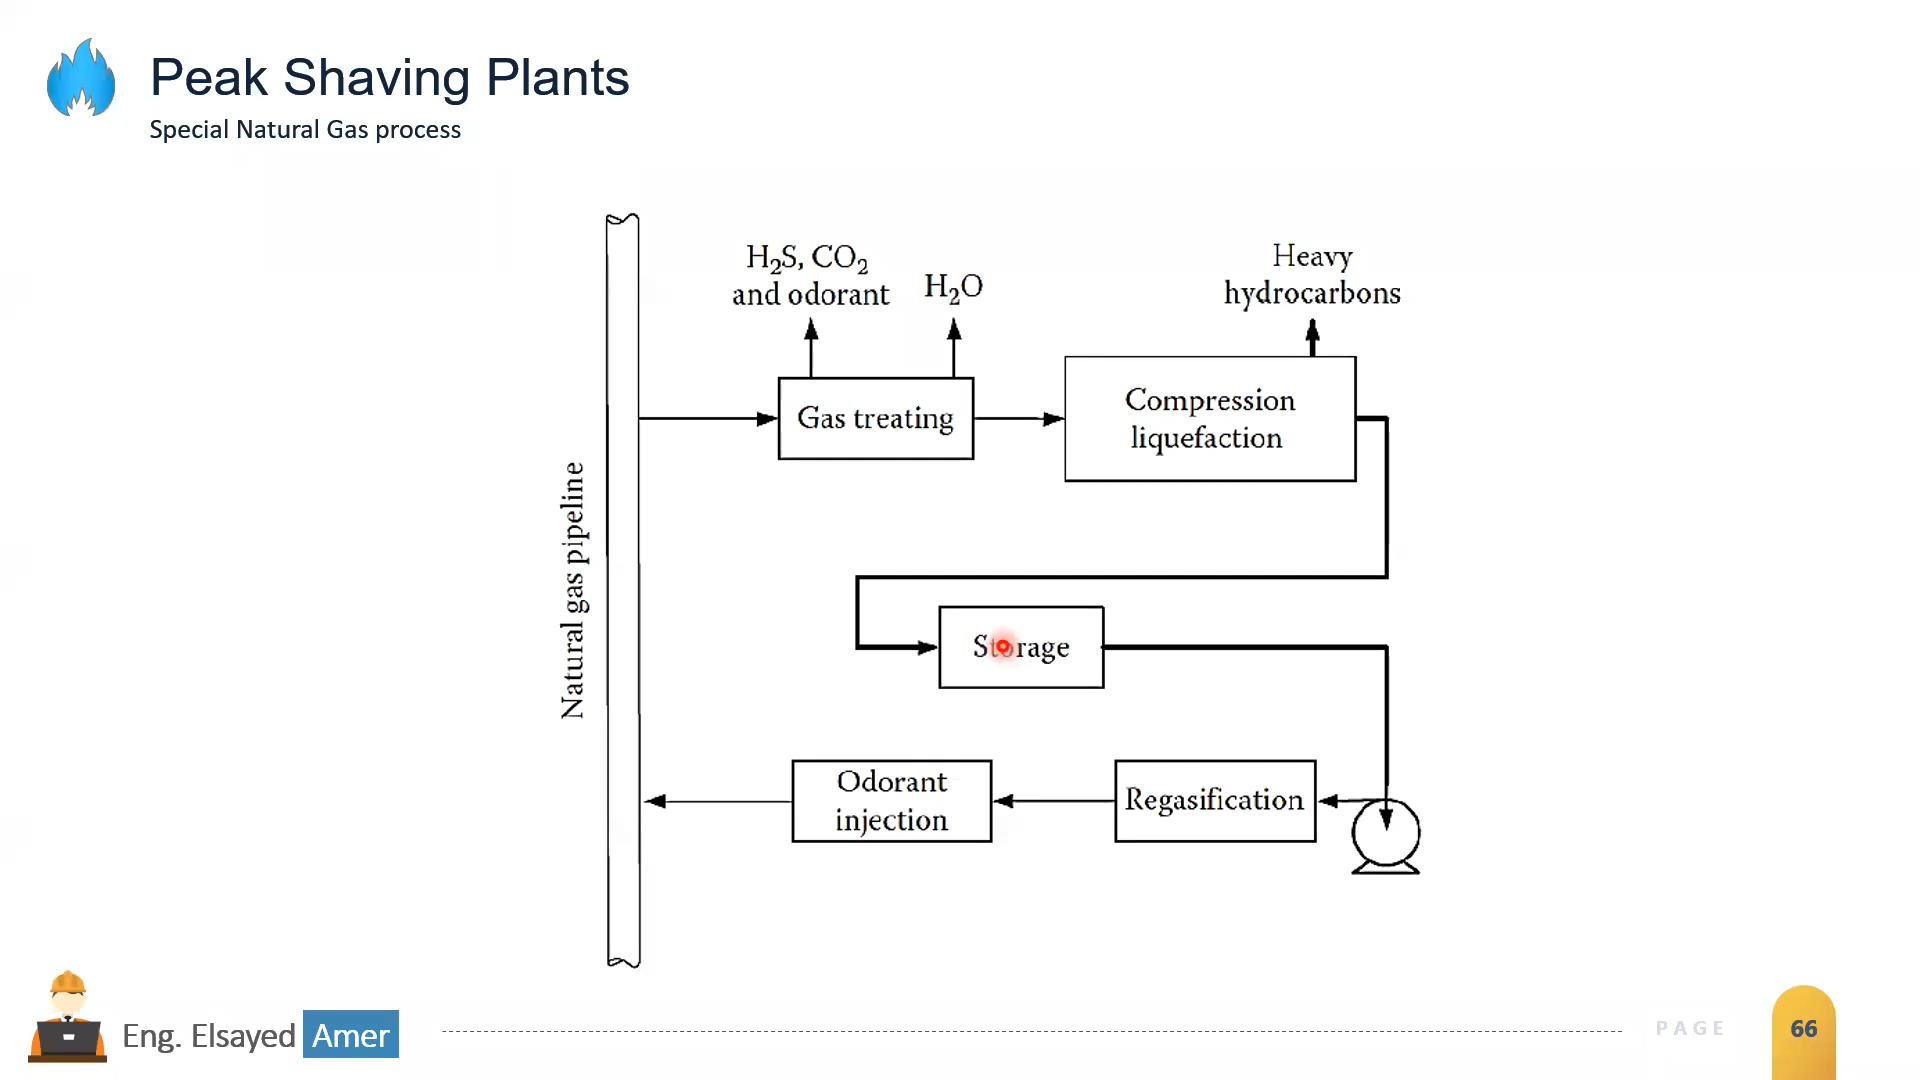 Peak Shaving Plants
Special Natural Gas process
H₂S, CO₂
and odorant
H₂O
Heavy
hydrocarbons
Gas treating
Compression
liquefaction
Natural gas pipeline
Storage
Odorant
injection
Regasification
Eng. Elsayed Amer
PAGE
66